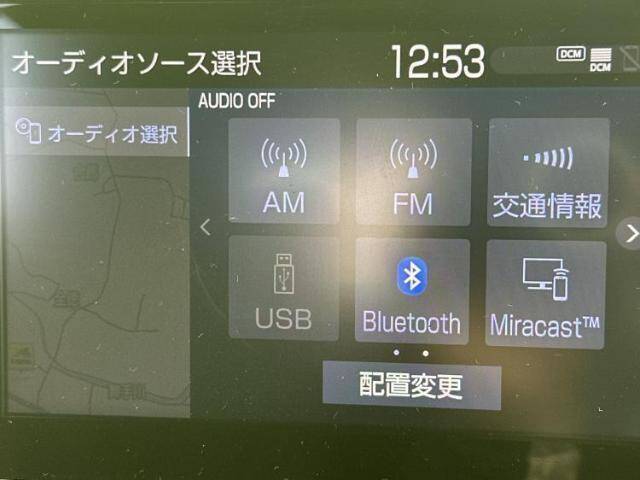 オーディオソース選択
12:53
DCM
DCM
AUDIO OFF
オーディオ選択
AM
FM
交通情報
USB
Bluetooth
Miracast™
配置変更